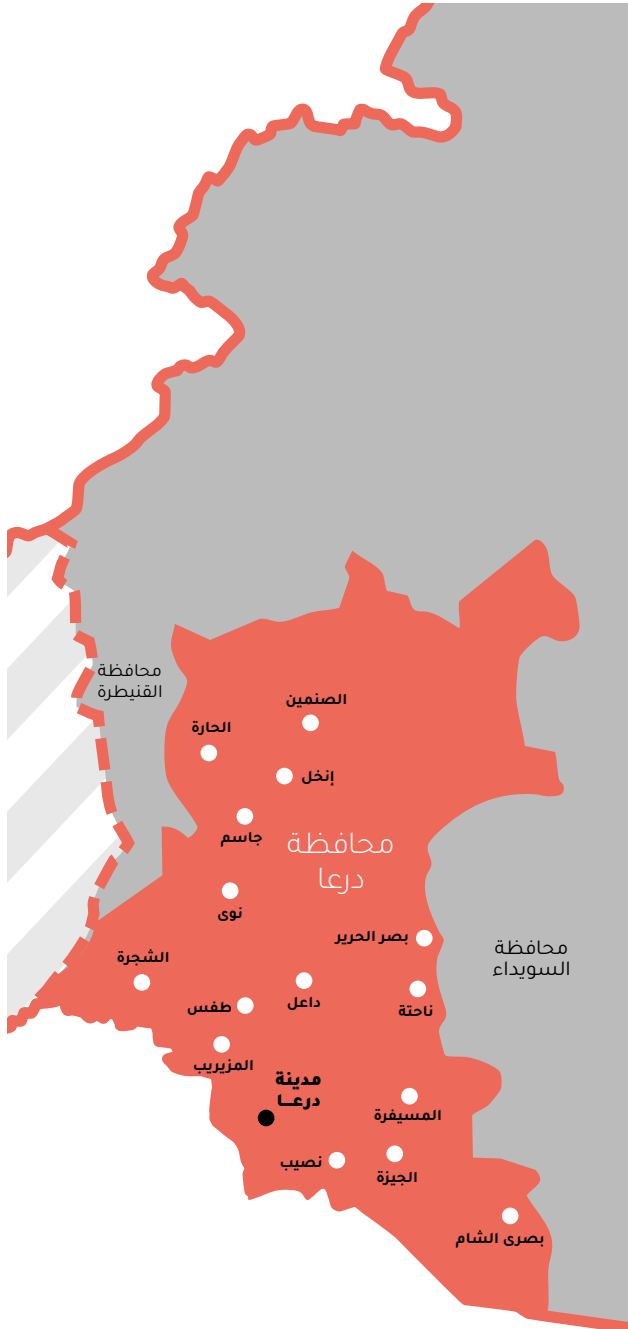 محافظة
القنيطرة
الصنمين
الحارة
إنخل
جاسم
محافظة
درعا
نوى
بصر الحرير
محافظة
السويداء
الشجرة
داعل
ناحتة
طفس
المزيريب
مدينة
درعــا
المسيفرة
نصيب
الجيزة
بصرى الشام